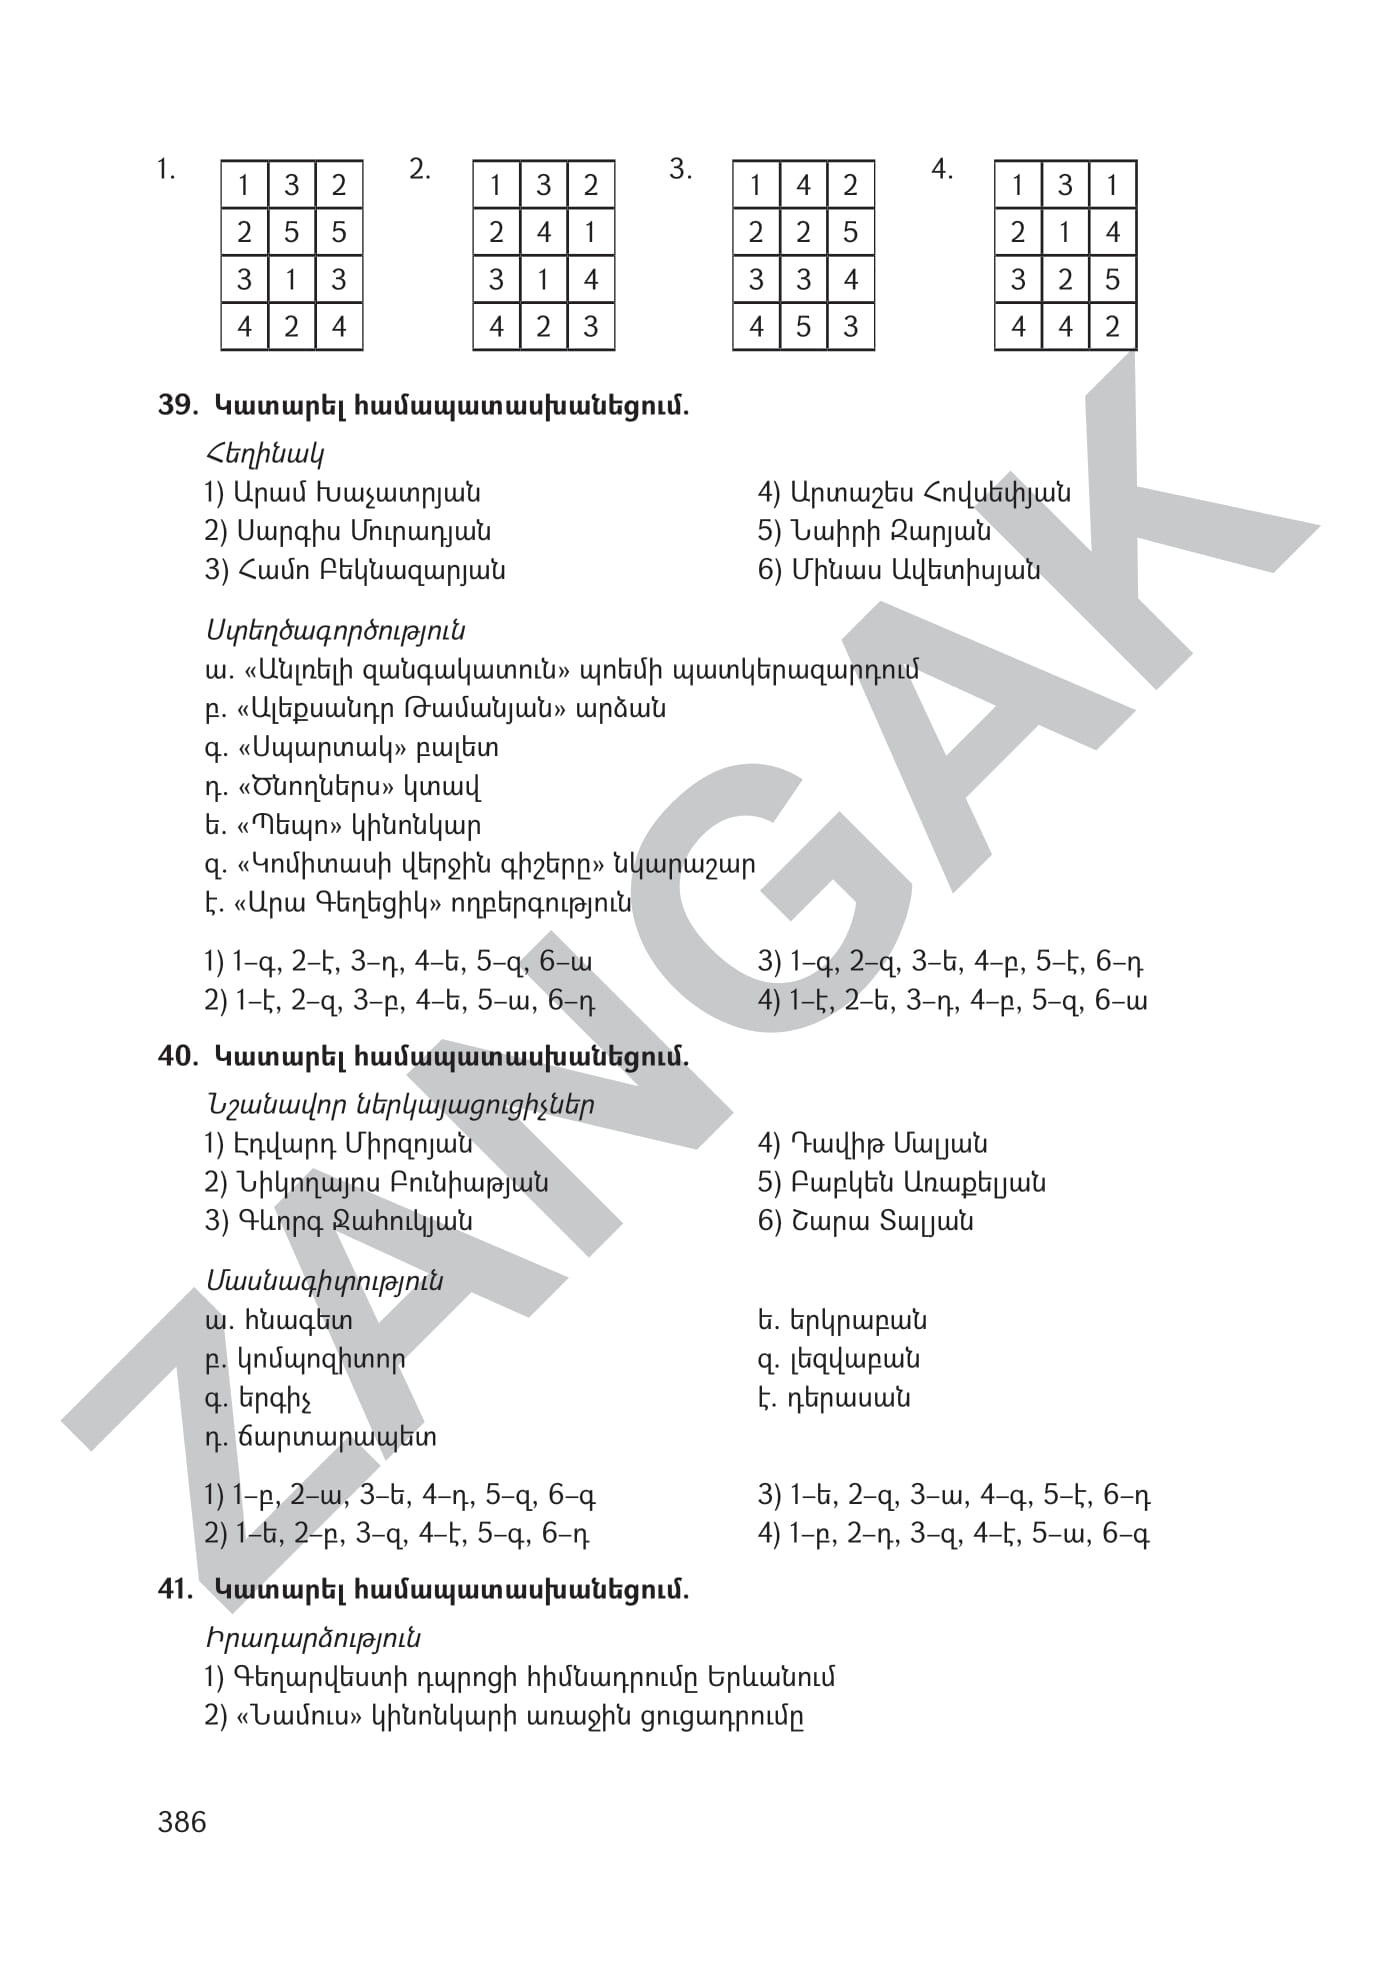 1. 2. 3. 4.
1 3 2 1 3 2 1 4 2 1 3 1
2 5 5 2 4 1 2 2 5 2 1 4
3 1 3 3 1 4 3 3 4 3 2 5
4 2 4 4 2 3 4 5 3 4 4 2
39. Կատարել համապատասխանեցում.
Հեղինակ
1) Արամ Խաչատրյան
2) Սարգիս Մուրադյան
3) Համո Բեկնազարյան
4) Արտաշես Հովսեփյան
5) Նաիրի Զարյան
6) Մինաս Ավետիսյան
Ստեղծագործություն
ա. «Անլռելի զանգակատուն» պոեմի պատկերազարդում
բ. «Ալեքսանդր Թամանյան» արձան
գ. «Սպարտակ» բալետ
դ. «Ծնողներս» կտավ
ե. «Պեպո» կինոնկար
զ. «Կոմիտասի վերջին գիշերը» նկարաշար
է. «Արա Գեղեցիկ» ողբերգություն
1) 1–գ, 2–է, 3–դ, 4–ե, 5–զ, 6–ա
2) 1–է, 2–զ, 3–բ, 4–ե, 5–ա, 6–դ
3) 1–գ, 2–զ, 3–ե, 4–բ, 5–է, 6–դ
4) 1–է, 2–ե, 3–դ, 4–բ, 5–զ, 6–ա
40. Կատարել համապատասխանեցում.
Նշանավոր ներկայացուցիչներ
1) Էդվարդ Միրզոյան
2) Նիկողայոս Բունիաթյան
3) Գևորգ Ջահուկյան
4) Դավիթ Մալյան
5) Բաբկեն Առաքելյան
6) Շարա Տալյան
Մասնագիտություն
ա. հնագետ
բ. կոմպոզիտոր
գ. երգիչ
դ. ճարտարապետ
ե. երկրաբան
զ. լեզվաբան
է. դերասան
1) 1–բ, 2–ա, 3–ե, 4–դ, 5–զ, 6–գ
2) 1–ե, 2–բ, 3–զ, 4–է, 5–գ, 6–դ
3) 1–ե, 2–զ, 3–ա, 4–գ, 5–է, 6–դ
4) 1–բ, 2–դ, 3–զ, 4–է, 5–ա, 6–գ
41. Կատարել համապատասխանեցում.
Իրադարձություն
1) Գեղարվեստի դպրոցի հիմնադրումը Երևանում
2) «Նամուս» կինոնկարի առաջին ցուցադրումը
386
ZANGAK